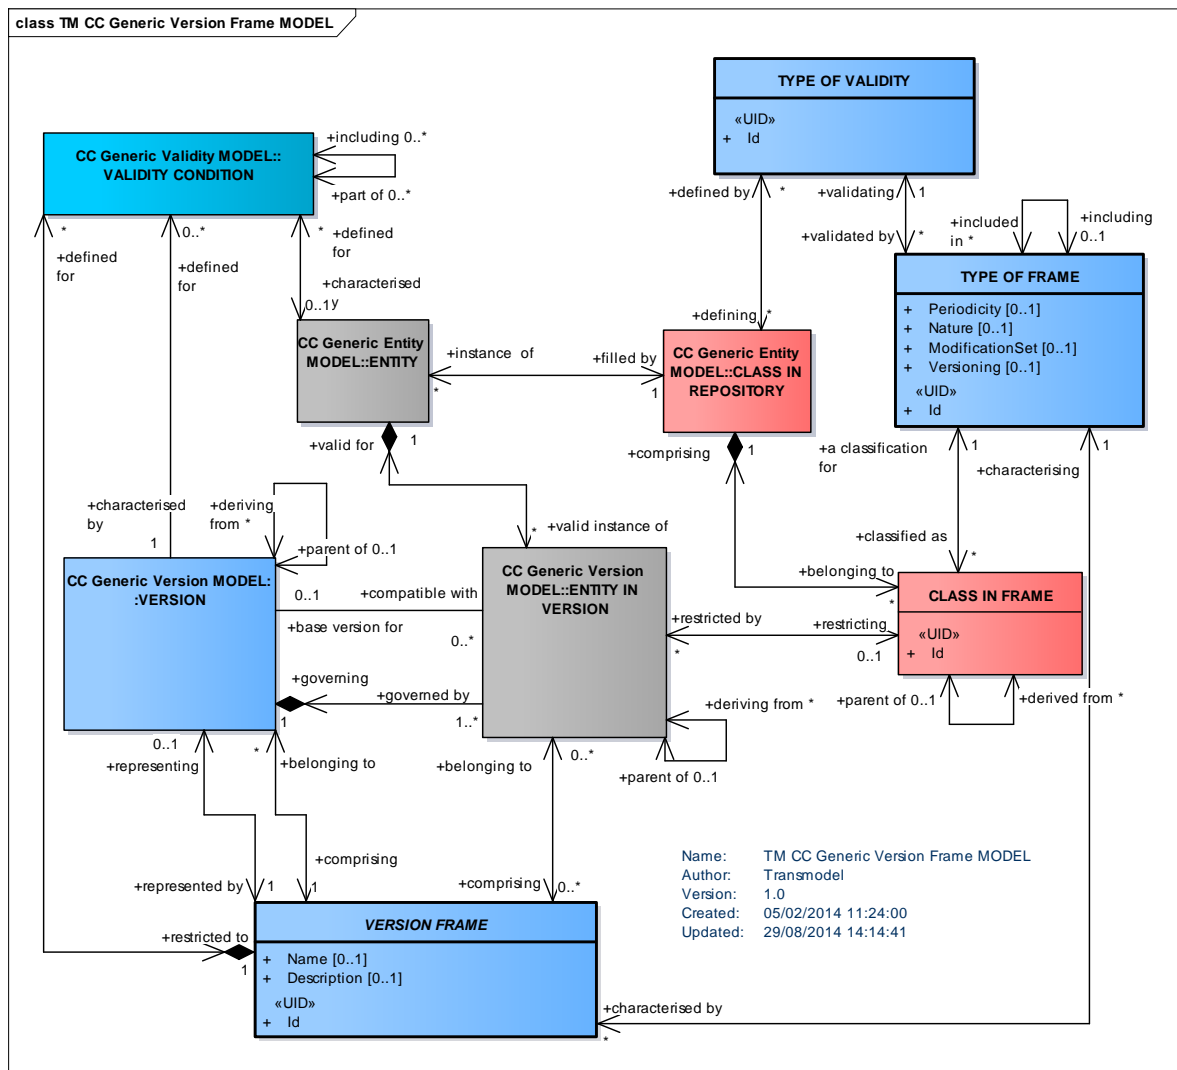 class TM CC Generic Version Frame MODEL
TYPE OF VALIDITY
«UID»
+ Id
CC Generic Validity MODEL::
VALIDITY CONDITION
+including 0..*
+part of 0..*
+defined by
*
+validating
1
+validated by
*
+included
in *
+including
0..1
*
+defined
for
0..*
+defined
for
*
+defined
for
+characterised
0..1
y
TYPE OF FRAME
+ Periodicity [0..1]
+ Nature [0..1]
+ ModificationSet [0..1]
+ Versioning [0..1]
«UID»
+ Id
+defining
*
CC Generic Entity
MODEL::ENTITY
+instance of
*
+filled by
1
CC Generic Entity
MODEL::CLASS IN
REPOSITORY
+valid for
1
+comprising
1
+a classification
for
1
+characterising
1
+characterised
by
1
+deriving
from *
+parent of 0..1
+valid instance of
*
+classified as
*
+belonging to
*
CC Generic Version MODEL:
:VERSION
CC Generic Version
MODEL::ENTITY IN
VERSION
CLASS IN FRAME
«UID»
+ Id
0..1
+compatible with
+base version for
0..*
+restricted by
*
+restricting
0..1
+governing
1
+governed by
1..*
+parent of 0..1
+derived from *
+deriving from *
+parent of 0..1
0..1
+representing
*
+belonging to
+belonging to
0..*
+represented by
1
+comprising
1
+comprising
0..*
Name: TM CC Generic Version Frame MODEL
Author: Transmodel
Version: 1.0
Created: 05/02/2014 11:24:00
Updated: 29/08/2014 14:14:41
+restricted to
1
VERSION FRAME
+ Name [0..1]
+ Description [0..1]
«UID»
+ Id
+characterised by
*